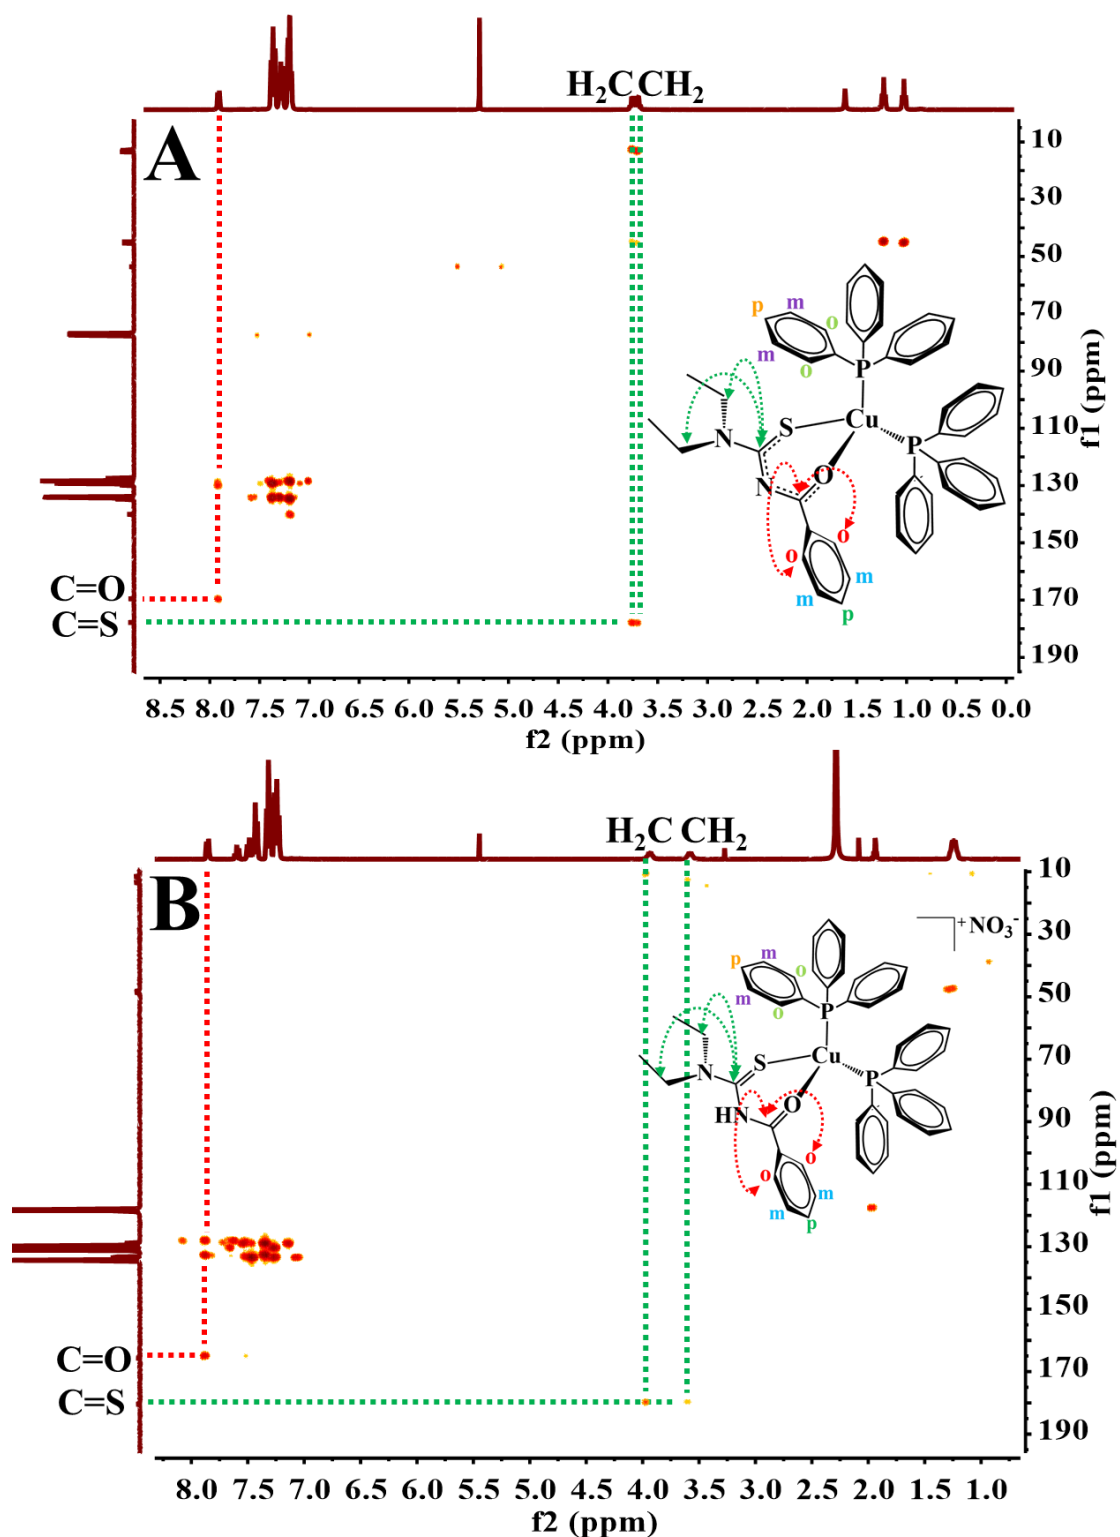 H₂CCH₂
A
10
30
50
70
90
110
130
150
170
190
f1 (ppm)
C=O
C=S
p
m
m
o
o
P
S
Cu
P
N
N
O
o
o
m
m
p
8.5 8.0 7.5 7.0 6.5 6.0 5.5 5.0 4.5 4.0 3.5 3.0 2.5 2.0 1.5 1.0 0.5 0.0
f2 (ppm)
H₂C CH₂
B
10
30
50
70
90
110
130
150
170
190
f1 (ppm)
C=O
C=S
+ NO₃⁻
p
m
m
o
o
P
S
Cu
P
N
HN
O
o
o
m
m
p
8.0 7.5 7.0 6.5 6.0 5.5 5.0 4.5 4.0 3.5 3.0 2.5 2.0 1.5 1.0
f2 (ppm)